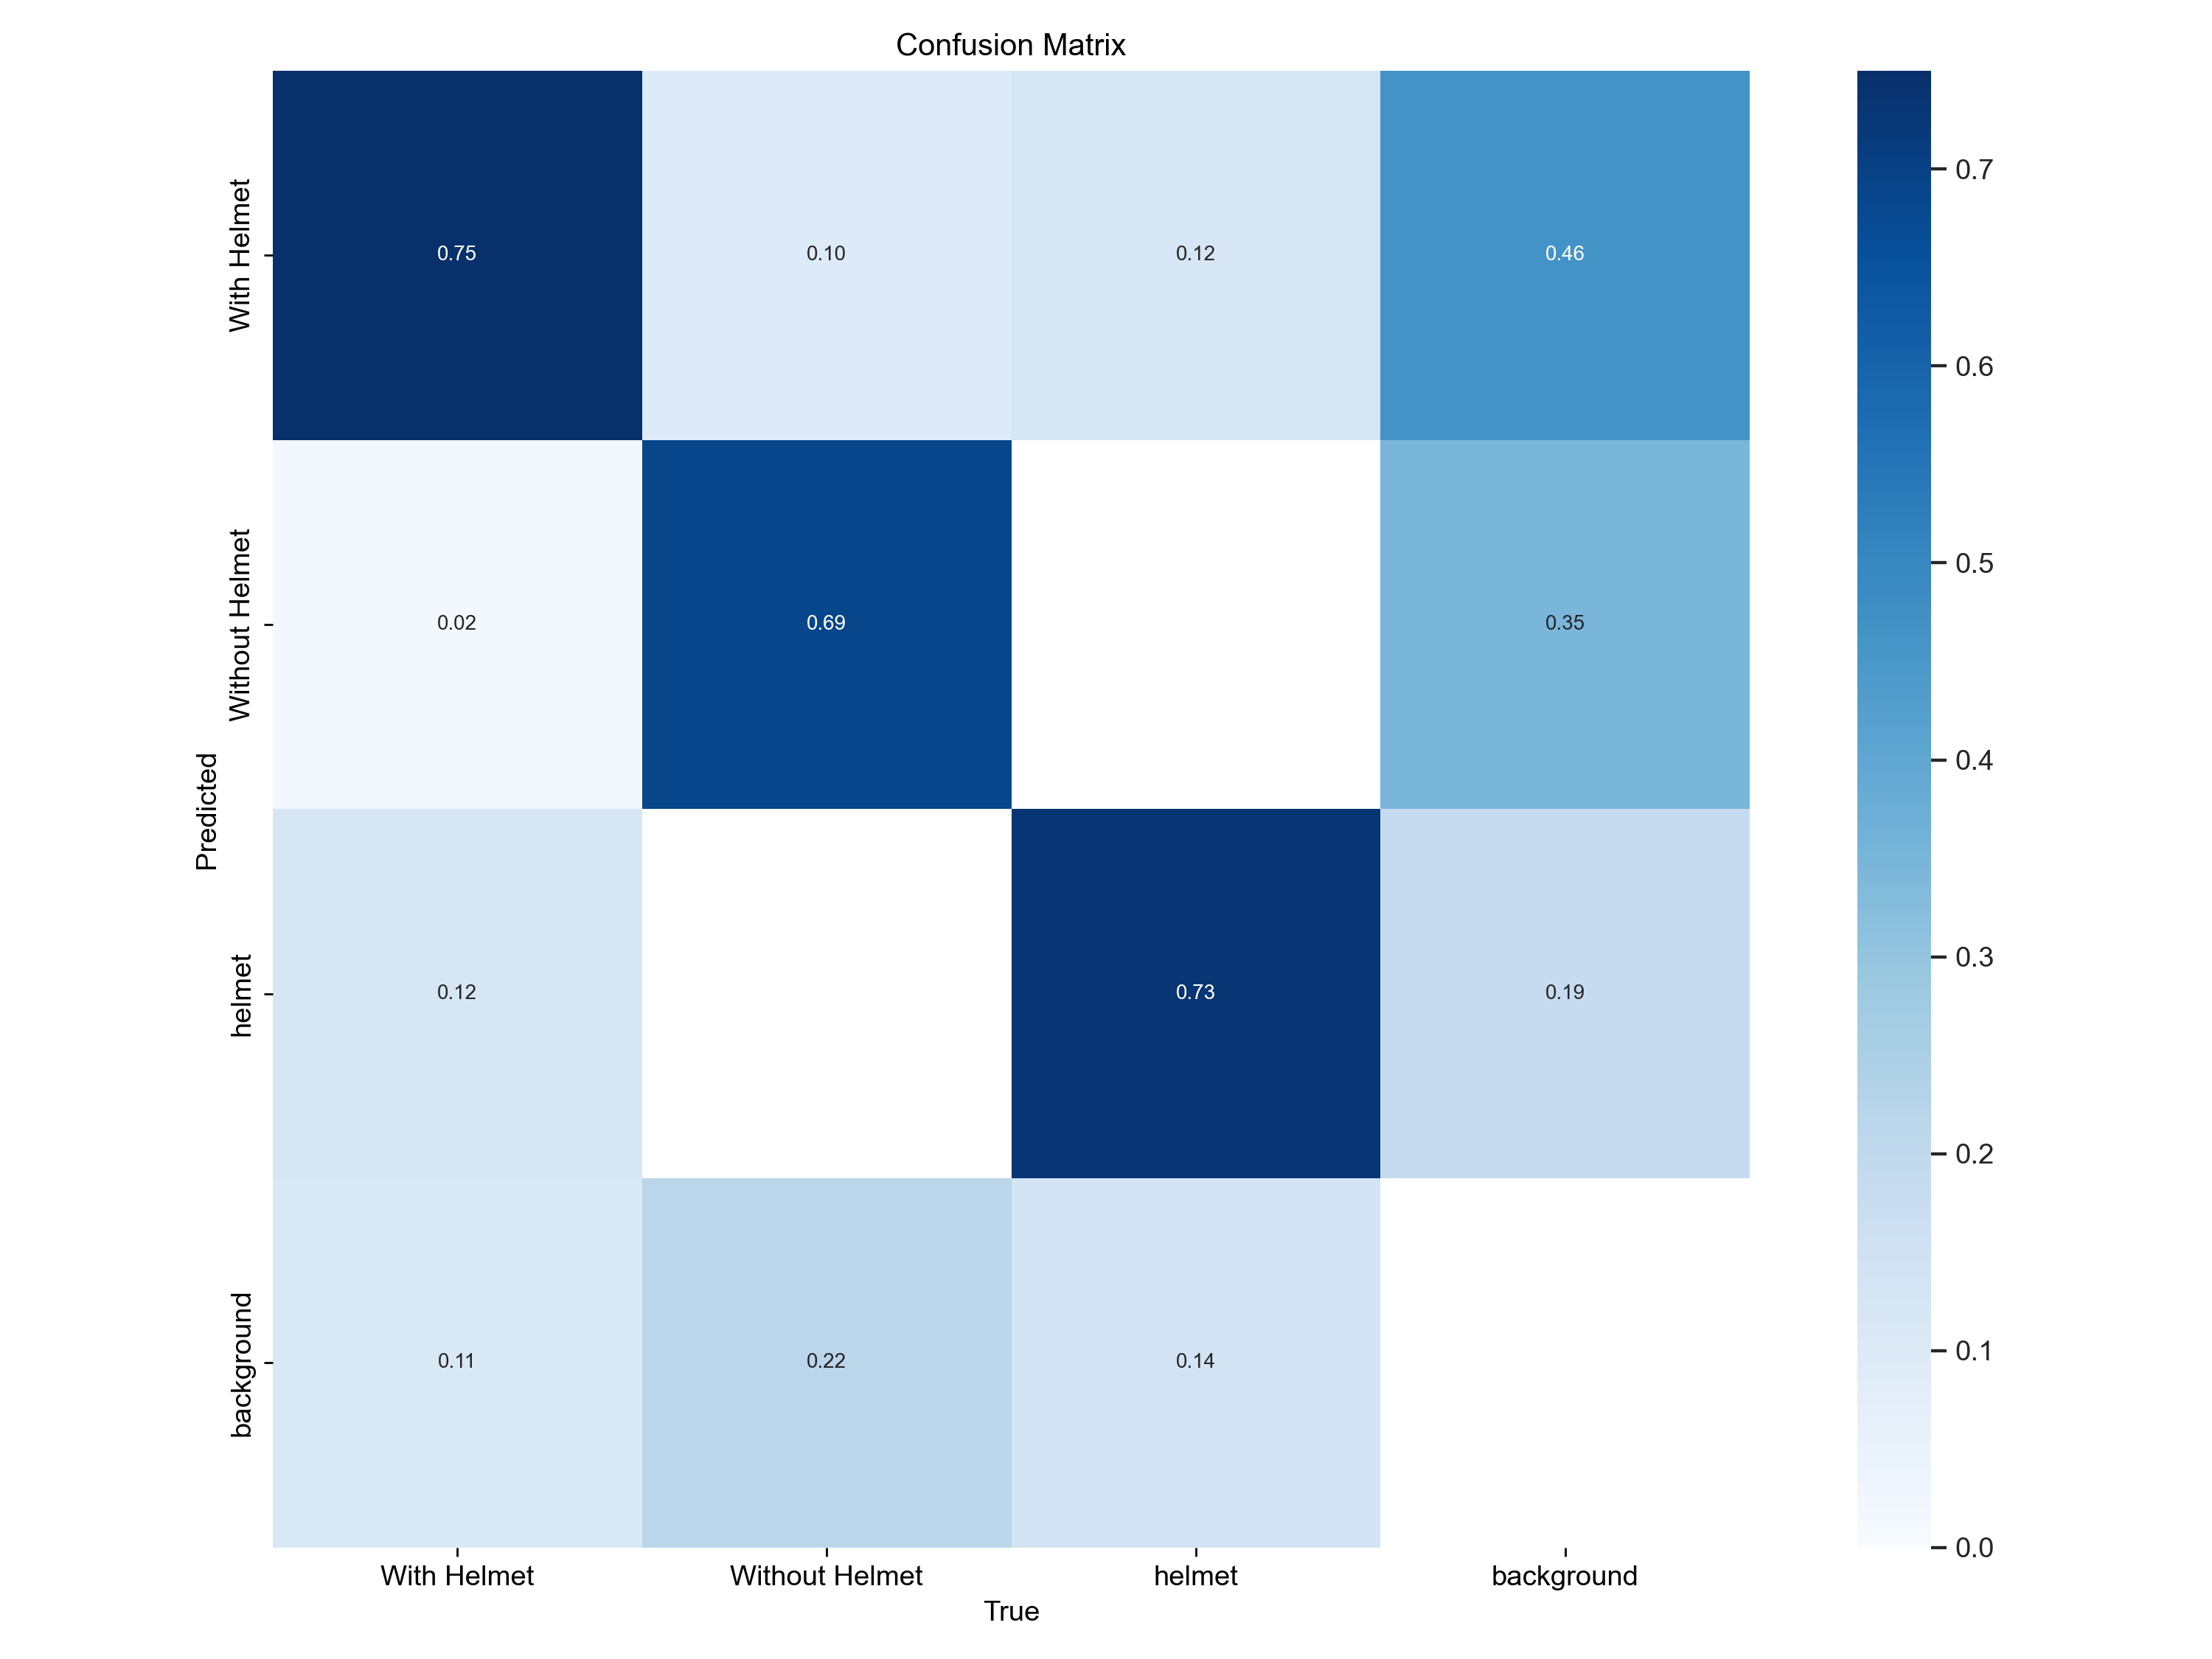 Confusion Matrix
With Helmet
0.75
0.10
0.12
0.46
Without Helmet
0.02
0.69
0.35
helmet
0.12
0.73
0.19
background
0.11
0.22
0.14
Predicted
With Helmet
Without Helmet
helmet
background
True
0.7
0.6
0.5
0.4
0.3
0.2
0.1
0.0